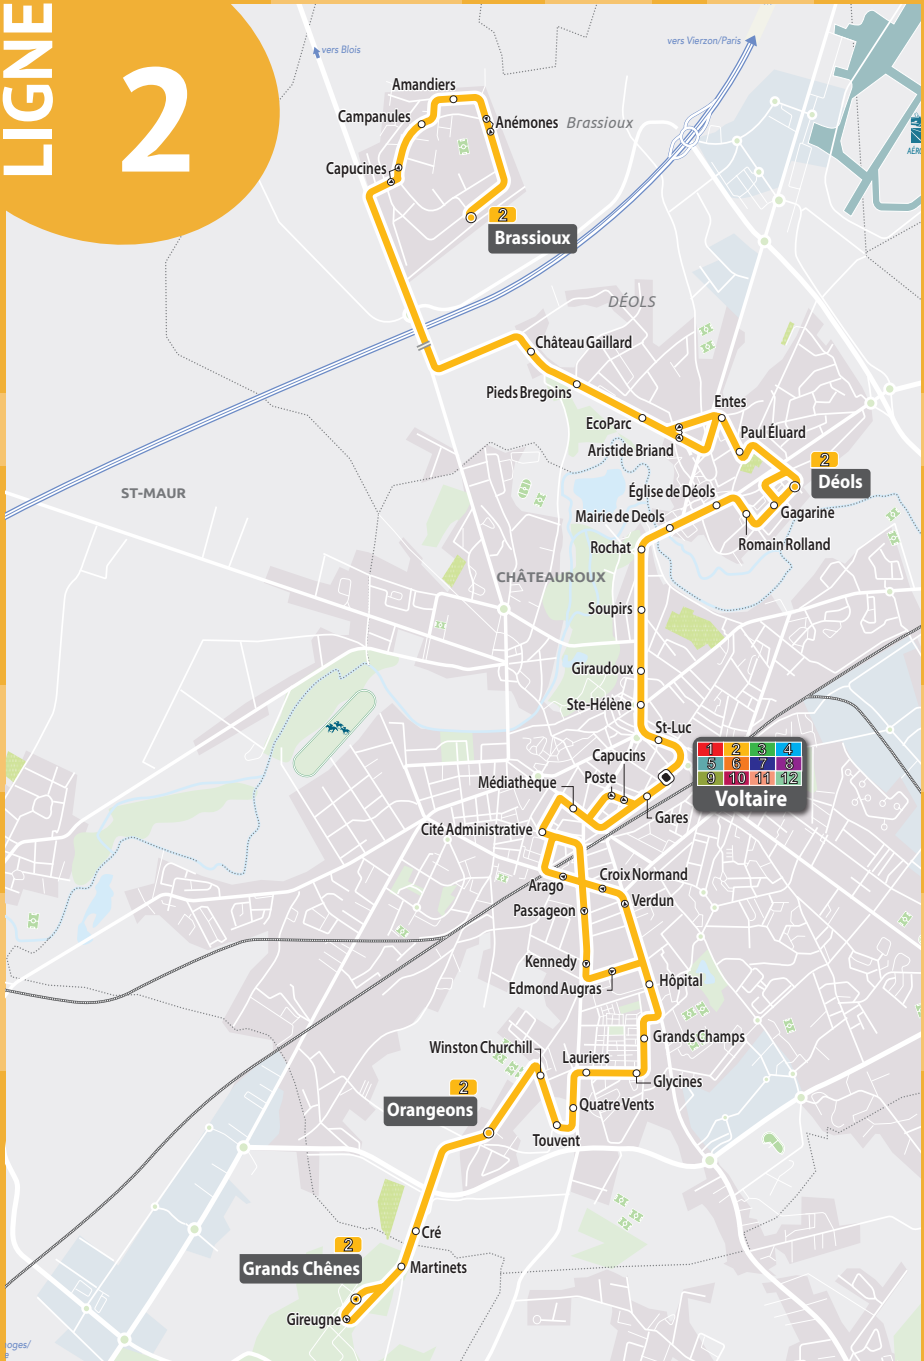 LIGNE
2
vers Blois
vers Vierzon/Paris
Amandiers
Campanules
Anémones
Brassioux
Capucines
2
Brassioux
DÉOLS
Château Gaillard
Pieds Bregoins
Entes
EcoParc
Paul Éluard
Aristide Briand
2
Déols
ST-MAUR
Église de Déols
Gagarine
Mairie de Deols
Romain Rolland
Rochat
CHÂTEAUROUX
Soupirs
Giraudoux
Ste-Hélène
St-Luc
Capucins
1 2 3 4
5 6 7 8
9 10 11 12
Voltaire
Poste
Médiathèque
Gares
Cité Administrative
Croix Normand
Arago
Verdun
Passageon
Kennedy
Edmond Augras
Hôpital
Grands Champs
Winston Churchill
Lauriers
Glycines
2
Orangeons
Quatre Vents
Touvent
Cré
2
Grands Chênes
Martinets
Gireugne